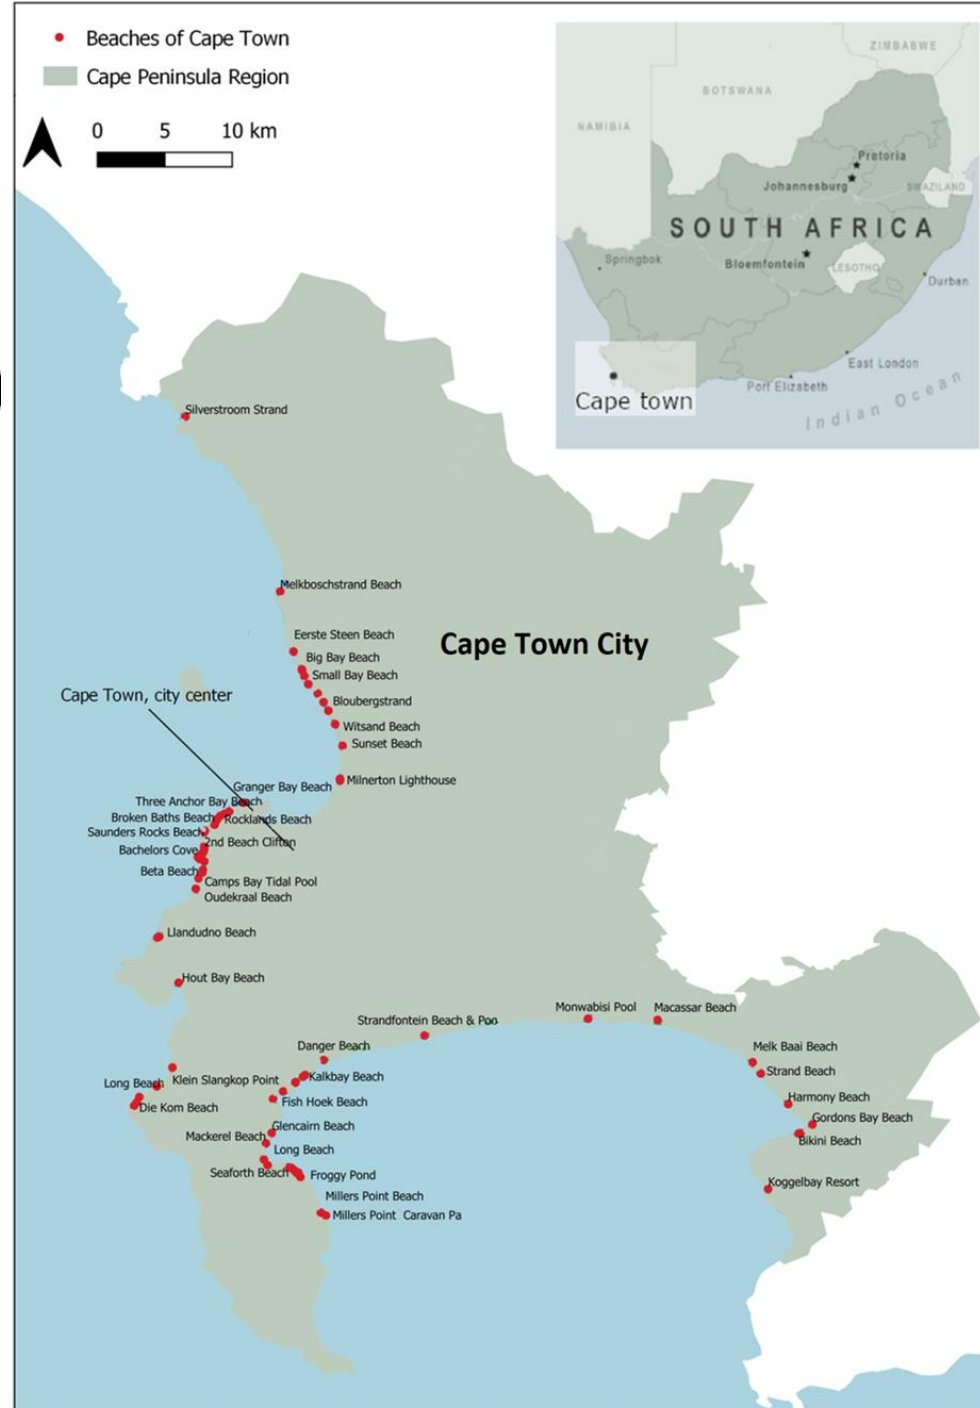 Beaches of Cape Town
Cape Peninsula Region
0 5 10 km
ZIMBABWE
BOTSWANA
NAMIBIA
Pretoria
Johannesburg
SWAZILAND
SOUTH AFRICA
Springbok
Bloemfontein
LESOTHO
Durban
East London
Port Elizabeth
Cape town
Indian Ocean
Silverstroom Strand
Melkboschstrand Beach
Eerste Steen Beach
Cape Town City
Big Bay Beach
Small Bay Beach
Cape Town, city center
Bloubergstrand
Witsand Beach
Sunset Beach
Milnerton Lighthouse
Granger Bay Beach
Three Anchor Bay Beach
Broken Baths Beach
Rocklands Beach
Saunders Rocks Beach
2nd Beach Clifton
Bachelors Cove
Beta Beach
Camps Bay Tidal Pool
Oudekraal Beach
Llandudno Beach
Hout Bay Beach
Strandfontein Beach & Poo
Monwabisi Pool
Macassar Beach
Danger Beach
Melk Baai Beach
Strand Beach
Kalkbay Beach
Klein Slangkop Point
Long Beach
Die Kom Beach
Fish Hoek Beach
Harmony Beach
Gordons Bay Beach
Bikini Beach
Glencairn Beach
Mackerel Beach
Long Beach
Seaforth Beach
Froggy Pond
Koggelbay Resort
Millers Point Beach
Millers Point Caravan Pa